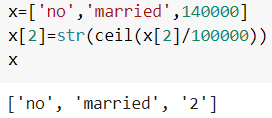 x=['no','married',140000]
x[2]=str(ceil(x[2]/100000))
x
['no', 'married', '2']